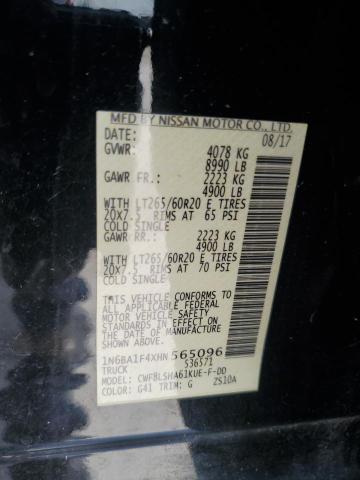 MFD BY NISSAN MOTOR CO., LTD.
DATE: 08/17
GVWR: 4078 KG
8990 LB
GAWR FR.: 2223 KG
4900 LB
WITH LT265/60R20 E TIRES
20X7.5 RIMS AT 65 PSI
COLD SINGLE
GAWR RR.: 2223 KG
4900 LB
WITH LT265/60R20 E TIRES
20X7.5 RIMS AT 70 PSI
COLD SINGLE
THIS VEHICLE CONFORMS TO
ALL APPLICABLE FEDERAL
MOTOR VEHICLE SAFETY
STANDARDS IN EFFECT ON THE
DATE OF MANUFACTURE
1N6BA1F4XHN565096
TRUCK 536571
MODEL: CWFBLSHA61KUE-F-DD
COLOR: G41 TRIM: G ZS10A